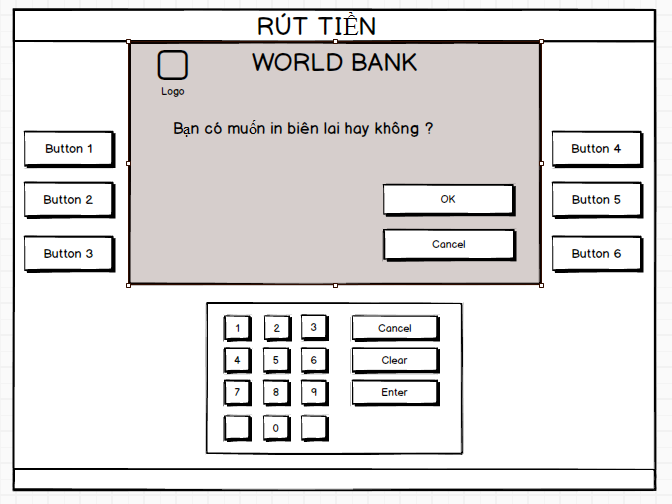 RÚT TIỀN
WORLD BANK
Logo
Bạn có muốn in biên lai hay không ?
Button 1
Button 4
OK
Button 2
Button 5
Cancel
Button 3
Button 6
1 2 3 Cancel
4 5 6 Clear
7 8 9 Enter
0